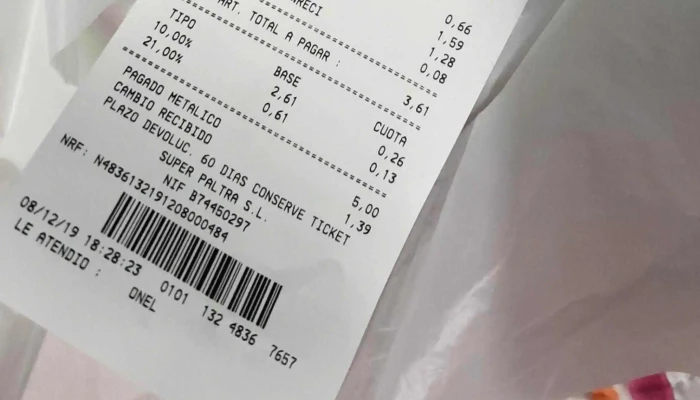 0,66
1,59
1,28
0,08
ART. TOTAL A PAGAR : 3,61
TIPO BASE CUOTA
10,00% 2,61 0,26
21,00% 0,61 0,13
PAGADO METALICO 5,00
CAMBIO RECIBIDO 1,39
PLAZO DEVOLUC. 60 DIAS CONSERVE TICKET
SUPER PALTRA S.L.
NIF B74450297
NRF: N4836132191208000484
08/12/19 18:28:23 0101 132 4836 7657
LE ATENDIO : ONEL